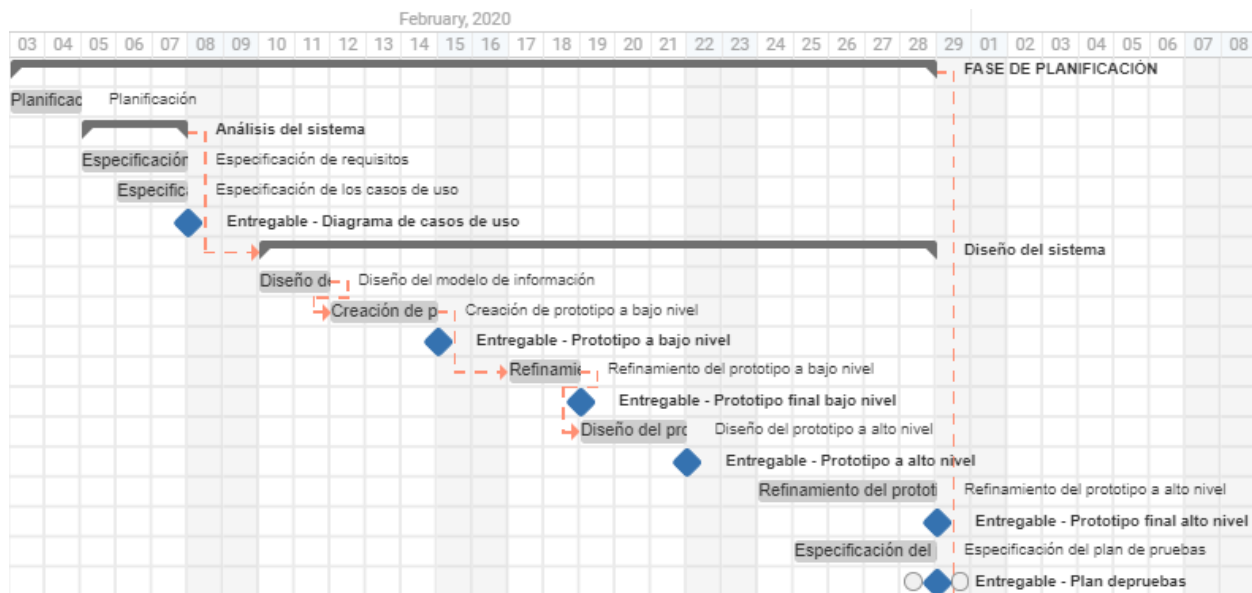 February, 2020
03 04 05 06 07 08 09 10 11 12 13 14 15 16 17 18 19 20 21 22 23 24 25 26 27 28 29 01 02 03 04 05 06 07 08
FASE DE PLANIFICACIÓN
Planificac Planificación
Análisis del sistema
Especificación Especificación de requisitos
Especific Especificación de los casos de uso
Entregable - Diagrama de casos de uso
Diseño del sistema
Diseño de Diseño del modelo de información
Creación de p Creación de prototipo a bajo nivel
Entregable - Prototipo a bajo nivel
Refinamie Refinamiento del prototipo a bajo nivel
Entregable - Prototipo final bajo nivel
Diseño del pro Diseño del prototipo a alto nivel
Entregable - Prototipo a alto nivel
Refinamiento del prototi Refinamiento del prototipo a alto nivel
Entregable - Prototipo final alto nivel
Especificación del Especificación del plan de pruebas
Entregable - Plan depruebas